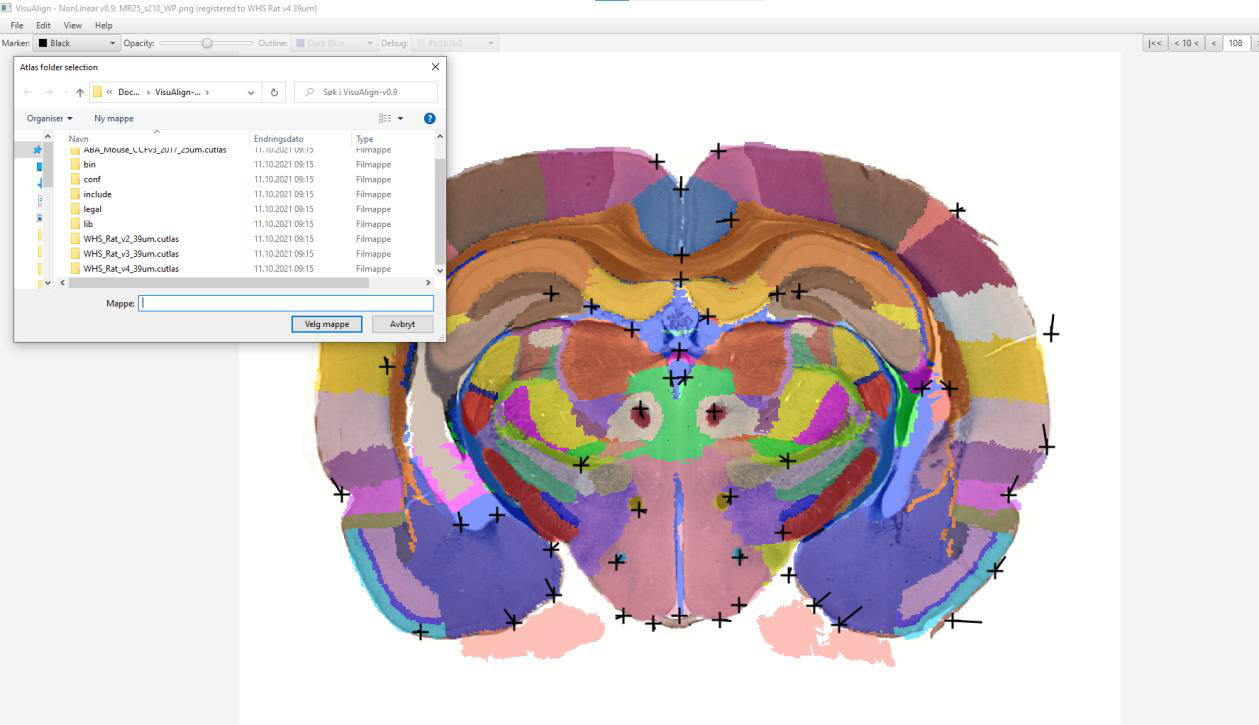 VisuAlign - NonLinear v0.9: MR25_s210_WP.png (registered to WHS Rat v4 39um)
File Edit View Help
Marker: Black Opacity: Outline: Dark Blue Debug: #b3b3b3 |<< < 10 < < 108
Atlas folder selection
« Doc... › VisuAlign-... › Søk i VisuAlign-v0.9
Organiser Ny mappe
Navn Endringsdato Type
ABA_Mouse_CCFv3_2017_25um.cutlas 11.10.2021 09:15 Filmappe
bin 11.10.2021 09:15 Filmappe
conf 11.10.2021 09:15 Filmappe
include 11.10.2021 09:15 Filmappe
legal 11.10.2021 09:15 Filmappe
lib 11.10.2021 09:15 Filmappe
WHS_Rat_v2_39um.cutlas 11.10.2021 09:15 Filmappe
WHS_Rat_v3_39um.cutlas 11.10.2021 09:15 Filmappe
WHS_Rat_v4_39um.cutlas 11.10.2021 09:15 Filmappe
Mappe:
Velg mappe Avbryt